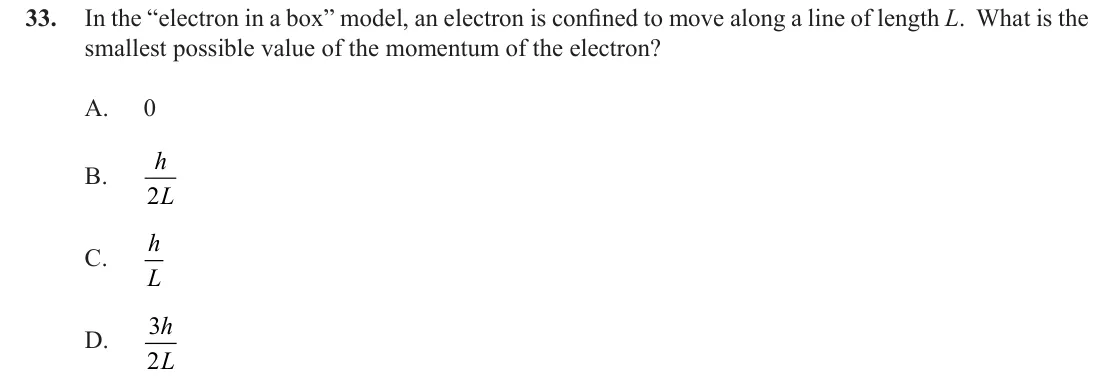 33. In the “electron in a box” model, an electron is confined to move along a line of length L. What is the
smallest possible value of the momentum of the electron?
A. 0
B. h
2L
C. h
L
D. 3h
2L